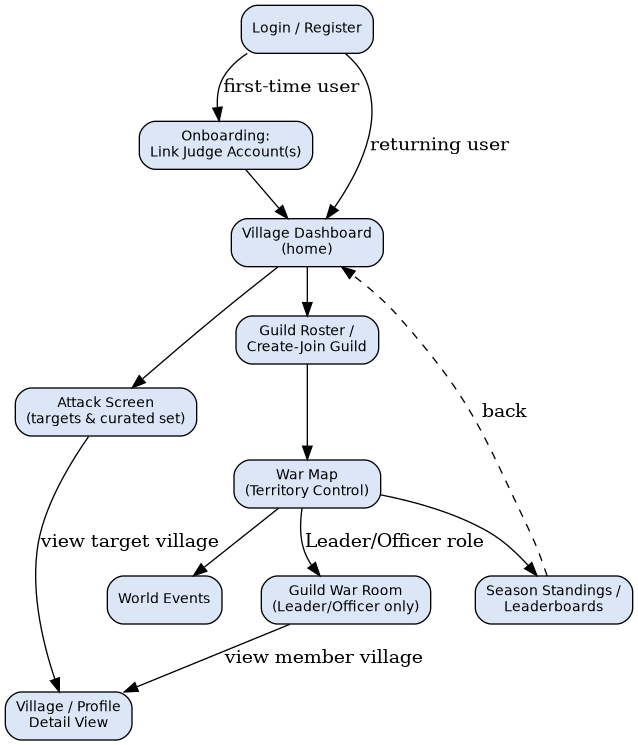 Login / Register
first-time user
Onboarding:
Link Judge Account(s)
returning user
Village Dashboard
(home)
Guild Roster /
Create-Join Guild
Attack Screen
(targets & curated set)
back
War Map
(Territory Control)
view target village
Leader/Officer role
World Events
Guild War Room
(Leader/Officer only)
Season Standings /
Leaderboards
view member village
Village / Profile
Detail View